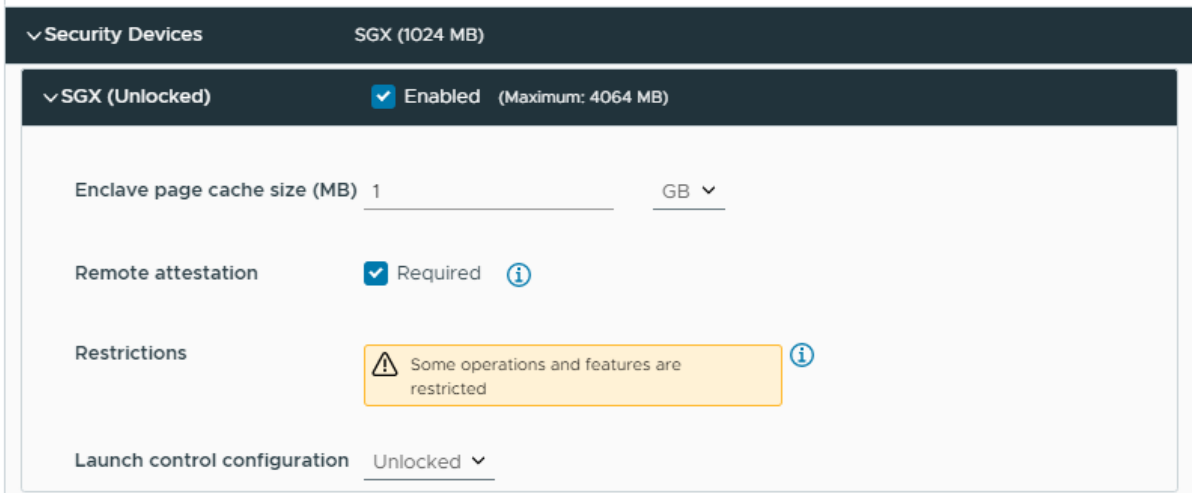 Security Devices SGX (1024 MB)
SGX (Unlocked) Enabled (Maximum: 4064 MB)
Enclave page cache size (MB) 1 GB
Remote attestation Required
Restrictions Some operations and features are
restricted
Launch control configuration Unlocked